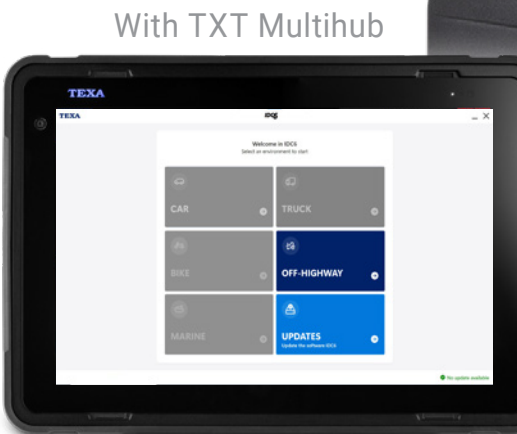 With TXT Multihub
TEXA
TEXA
IDC6
Welcome in IDC6
Select an environment to start
CAR
TRUCK
BIKE
OFF-HIGHWAY
MARINE
UPDATES
Update the software IDC6
No update available